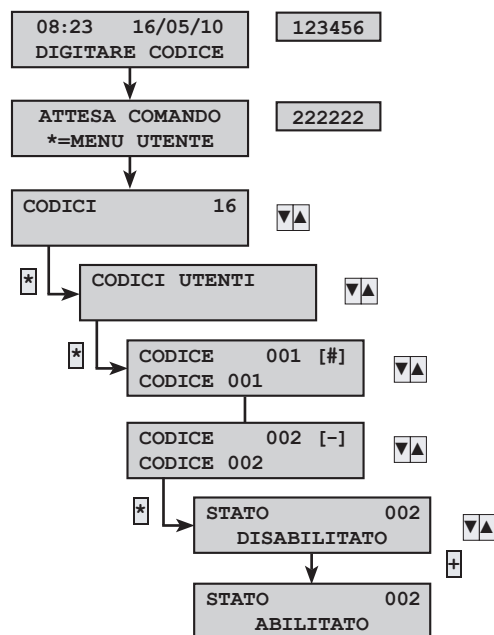 08:23 16/05/10
DIGITARE CODICE
123456
ATTESA COMANDO
*=MENU UTENTE
222222
CODICI 16
▼▲
*
CODICI UTENTI
▼▲
*
CODICE 001 [#]
CODICE 001
▼▲
CODICE 002 [-]
CODICE 002
▼▲
*
STATO 002
DISABILITATO
▼▲
+
STATO 002
ABILITATO